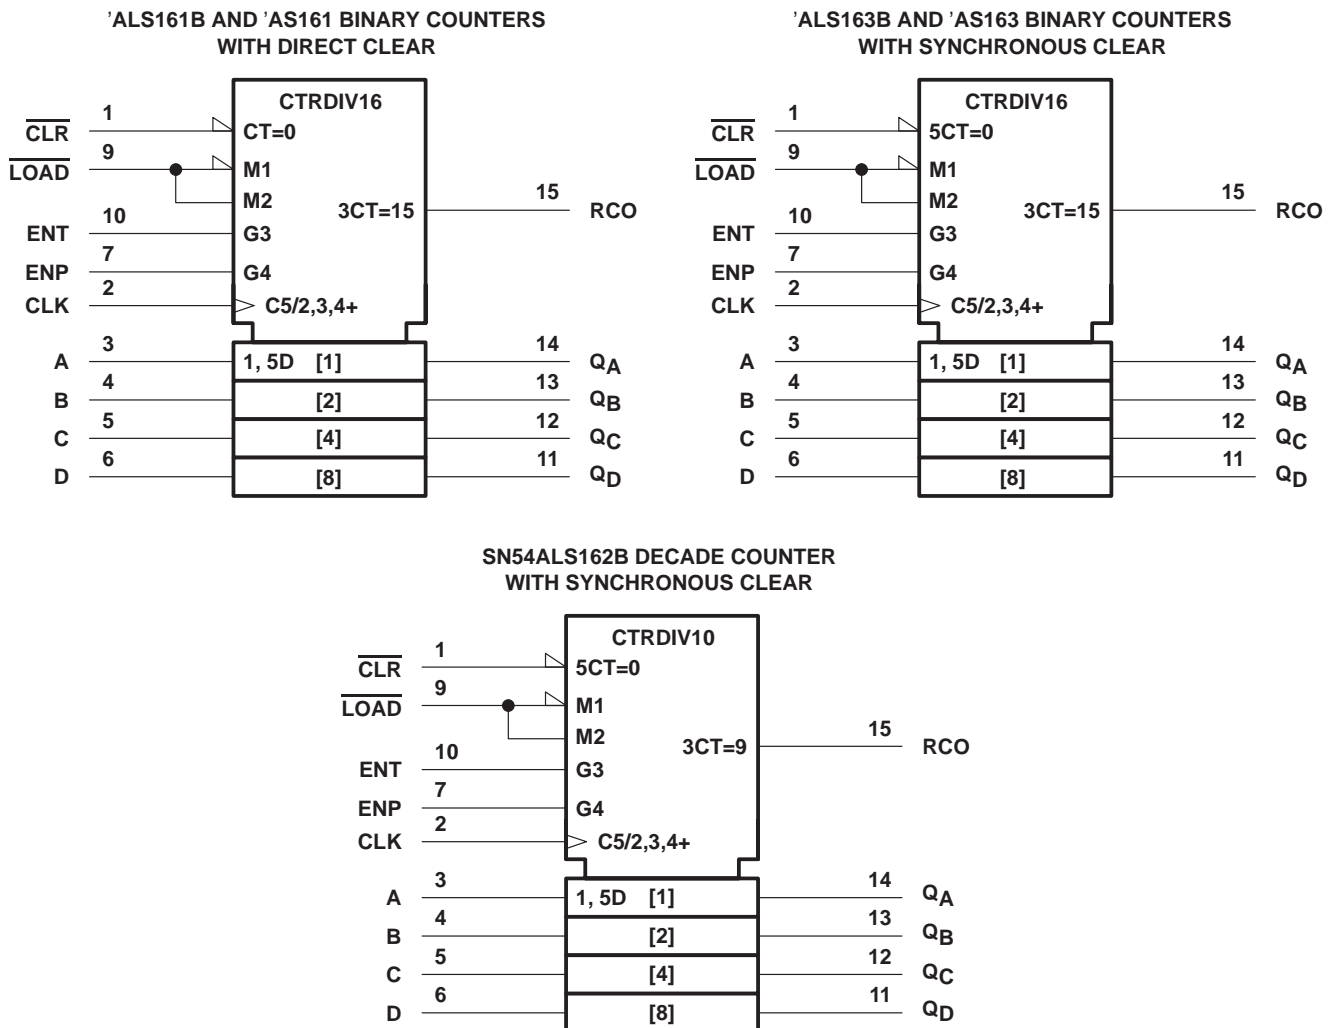 ’ALS161B AND ’AS161 BINARY COUNTERS
WITH DIRECT CLEAR
CTRDIV16
CLR 1 CT=0
LOAD 9 M1
M2
3CT=15 15 RCO
ENT 10 G3
ENP 7 G4
CLK 2 C5/2,3,4+
A 3 1, 5D [1] 14 QA
B 4 [2] 13 QB
C 5 [4] 12 QC
D 6 [8] 11 QD
’ALS163B AND ’AS163 BINARY COUNTERS
WITH SYNCHRONOUS CLEAR
CTRDIV16
CLR 1 5CT=0
LOAD 9 M1
M2
3CT=15 15 RCO
ENT 10 G3
ENP 7 G4
CLK 2 C5/2,3,4+
A 3 1, 5D [1] 14 QA
B 4 [2] 13 QB
C 5 [4] 12 QC
D 6 [8] 11 QD
SN54ALS162B DECADE COUNTER
WITH SYNCHRONOUS CLEAR
CTRDIV10
CLR 1 5CT=0
LOAD 9 M1
M2
3CT=9 15 RCO
ENT 10 G3
ENP 7 G4
CLK 2 C5/2,3,4+
A 3 1, 5D [1] 14 QA
B 4 [2] 13 QB
C 5 [4] 12 QC
D 6 [8] 11 QD